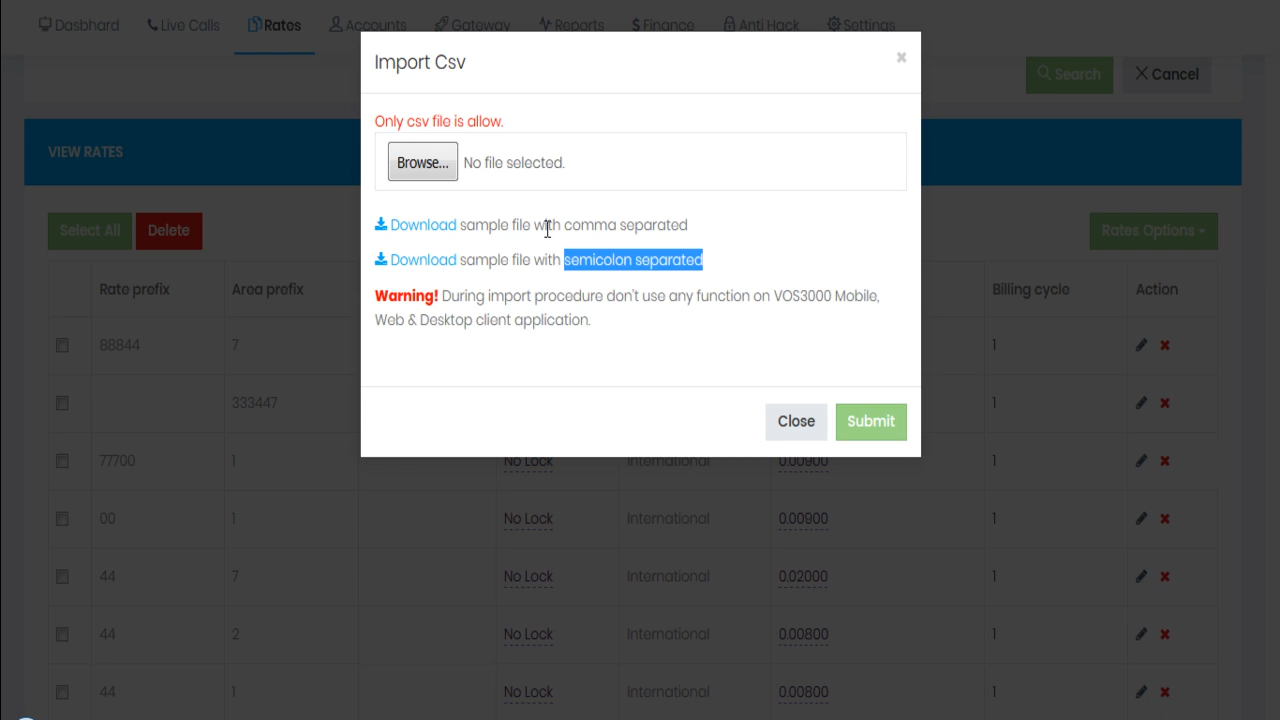 Dasbhard Live Calls Rates Accounts Gateway Reports $ Finance Anti Hack Settings
Import Csv ×
Search Cancel
Only csv file is allow.
VIEW RATES
Browse... No file selected.
Select All Delete
Download sample file with comma separated
Rates Options
Download sample file with semicolon separated
Rate prefix Area prefix Billing cycle Action
Warning! During import procedure don't use any function on VOS3000 Mobile,
Web & Desktop client application.
88844 7 1
333447 1
Close Submit
77700 1 No Lock International 0.00900 1
00 1 No Lock International 0.00900 1
44 7 No Lock International 0.02000 1
44 2 No Lock International 0.00800 1
44 1 No Lock International 0.00800 1